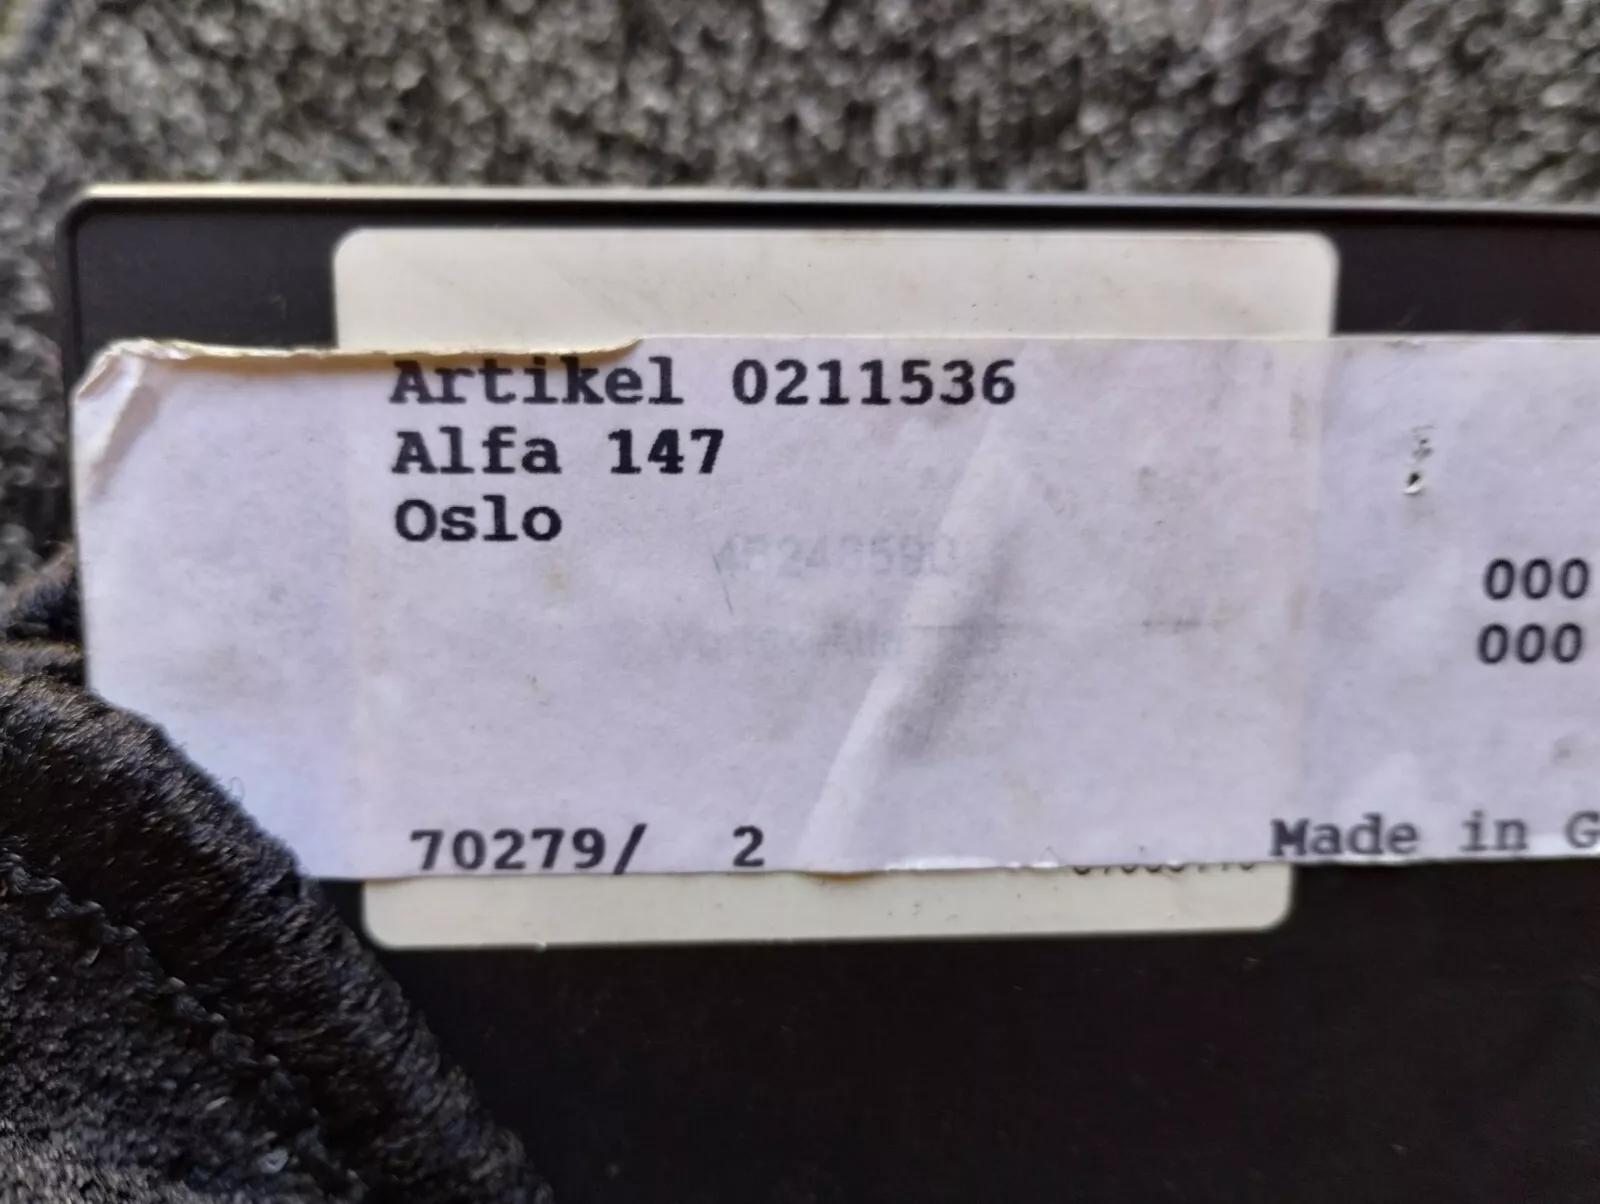 Artikel 0211536
Alfa 147
Oslo
000
000
70279/ 2
Made in G